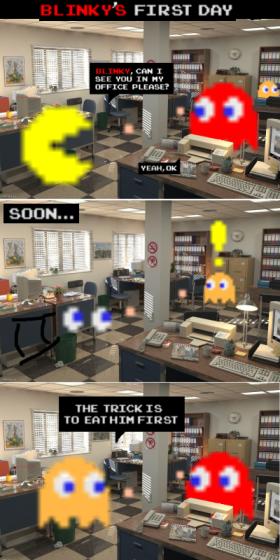 BLINKY'S FIRST DAY
BLINKY, CAN I
SEE YOU IN MY
OFFICE PLEASE?
YEAH, OK
SOON...
THE TRICK IS
TO EAT HIM FIRST